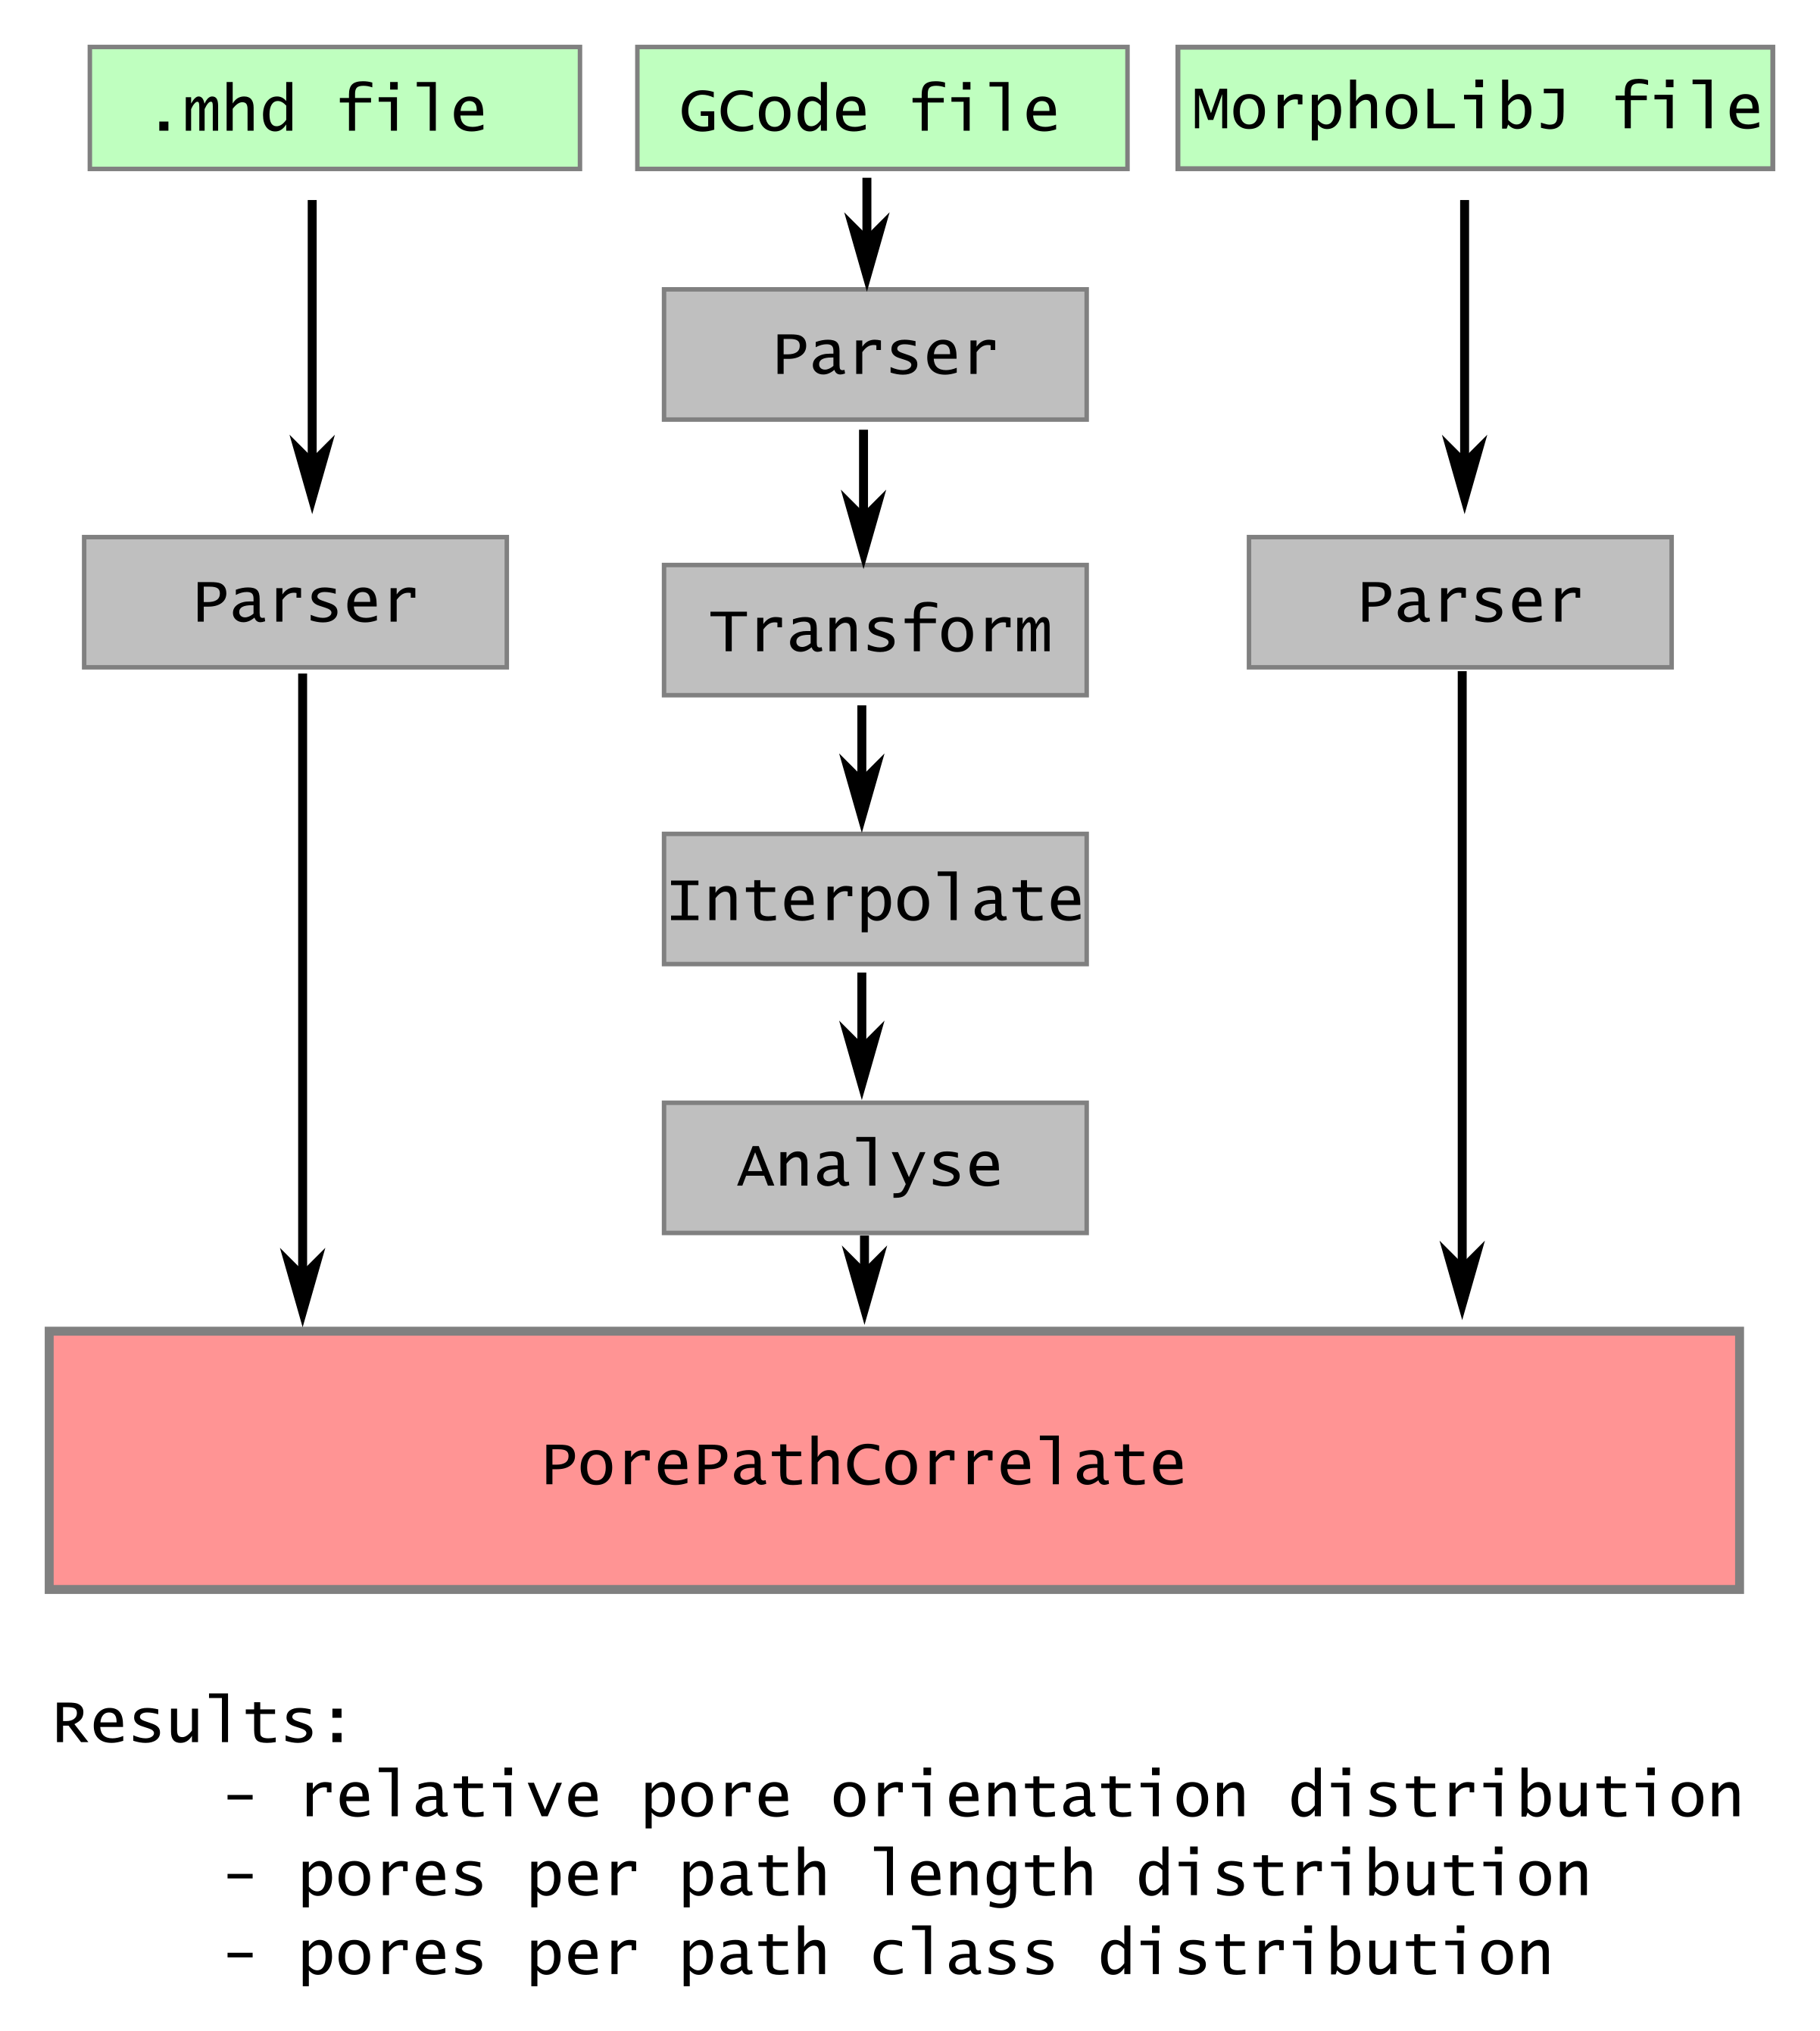 .mhd file
GCode file
MorphoLibJ file
Parser
Parser
Parser
Transform
Interpolate
Analyse
PorePathCorrelate
Results:
- relative pore orientation distribution
- pores per path length distribution
- pores per path class distribution